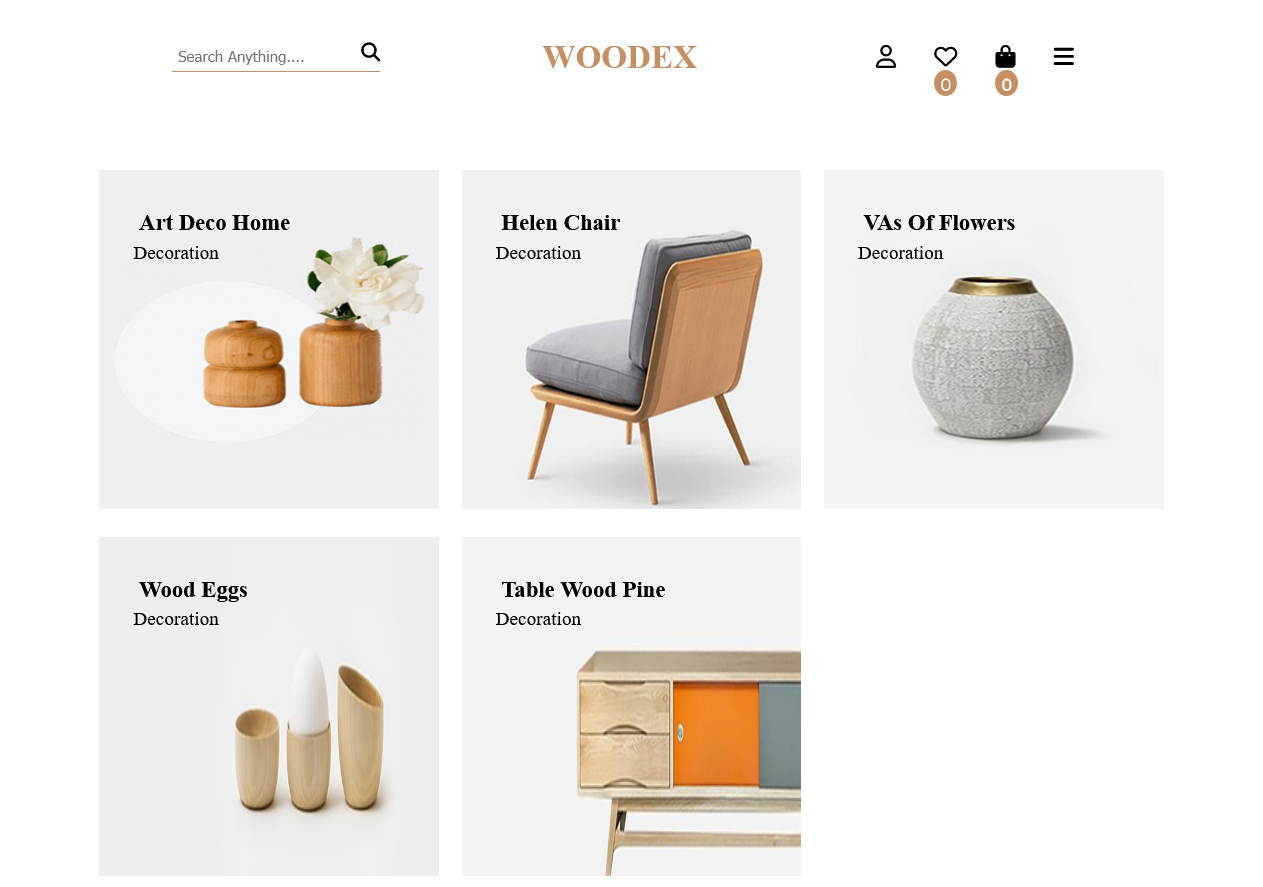 Search Anything....
WOODEX
0
0
Art Deco Home
Decoration
Helen Chair
Decoration
VAs Of Flowers
Decoration
Wood Eggs
Decoration
Table Wood Pine
Decoration